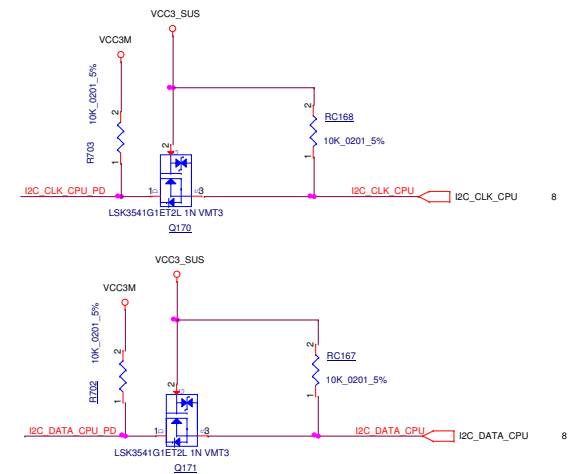 VCC3_SUS
VCC3M
10K_0201_5%
R703
2
1
2
2
1
RC168
10K_0201_5%
I2C_CLK_CPU_PD
1
D
S
3
I2C_CLK_CPU
I2C_CLK_CPU
8
LSK3541G1ET2L 1N VMT3
Q170
VCC3_SUS
VCC3M
10K_0201_5%
R702
2
1
2
2
1
RC167
10K_0201_5%
I2C_DATA_CPU_PD
1
D
S
3
I2C_DATA_CPU
I2C_DATA_CPU
8
LSK3541G1ET2L 1N VMT3
Q171